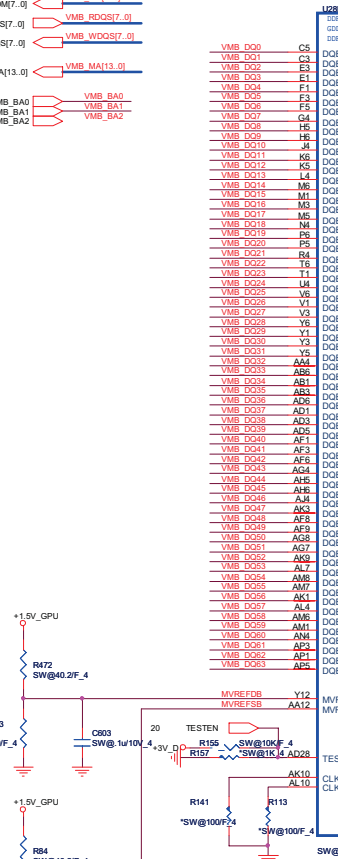 U28
M[7..0]
VMB_RDQS[7..0]
S[7..0]
VMB_WDQS[7..0]
S[7..0]
VMB_MA[13..0]
A[13..0]
MB_BA0 VMB_BA0
MB_BA1 VMB_BA1
MB_BA2 VMB_BA2
VMB_DQ0 C5
VMB_DQ1 C3
VMB_DQ2 E3
VMB_DQ3 E1
VMB_DQ4 F1
VMB_DQ5 F3
VMB_DQ6 F5
VMB_DQ7 G4
VMB_DQ8 H5
VMB_DQ9 H6
VMB_DQ10 J4
VMB_DQ11 K6
VMB_DQ12 K5
VMB_DQ13 L4
VMB_DQ14 M6
VMB_DQ15 M1
VMB_DQ16 M3
VMB_DQ17 M5
VMB_DQ18 N4
VMB_DQ19 P6
VMB_DQ20 P5
VMB_DQ21 R4
VMB_DQ22 T6
VMB_DQ23 T1
VMB_DQ24 U4
VMB_DQ25 V6
VMB_DQ26 V1
VMB_DQ27 V3
VMB_DQ28 Y6
VMB_DQ29 Y1
VMB_DQ30 Y3
VMB_DQ31 Y5
VMB_DQ32 AA4
VMB_DQ33 AB6
VMB_DQ34 AB1
VMB_DQ35 AB3
VMB_DQ36 AD6
VMB_DQ37 AD1
VMB_DQ38 AD3
VMB_DQ39 AD5
VMB_DQ40 AF1
VMB_DQ41 AF3
VMB_DQ42 AF6
VMB_DQ43 AG4
VMB_DQ44 AH5
VMB_DQ45 AH6
VMB_DQ46 AJ4
VMB_DQ47 AK3
VMB_DQ48 AF8
VMB_DQ49 AF9
VMB_DQ50 AG8
VMB_DQ51 AG7
VMB_DQ52 AK9
VMB_DQ53 AL7
VMB_DQ54 AM8
VMB_DQ55 AM7
VMB_DQ56 AK1
VMB_DQ57 AL4
VMB_DQ58 AM6
VMB_DQ59 AM1
VMB_DQ60 AN4
VMB_DQ61 AP3
VMB_DQ62 AP1
VMB_DQ63 AP5
+1.5V_GPU
R472
SW@40.2/F_4
MVREFDB Y12 MVR
MVREFSB AA12 MVR
/F_4
C603
SW@.1u/10V_4
20 TESTEN
+3V_D
R155 SW@10K/F_4
R157 *SW@1K_4 AD28 TES
AK10 CLK
AL10 CLK
+1.5V_GPU
R141
*SW@100/F_4
R113
*SW@100/F_4
R84
SW@